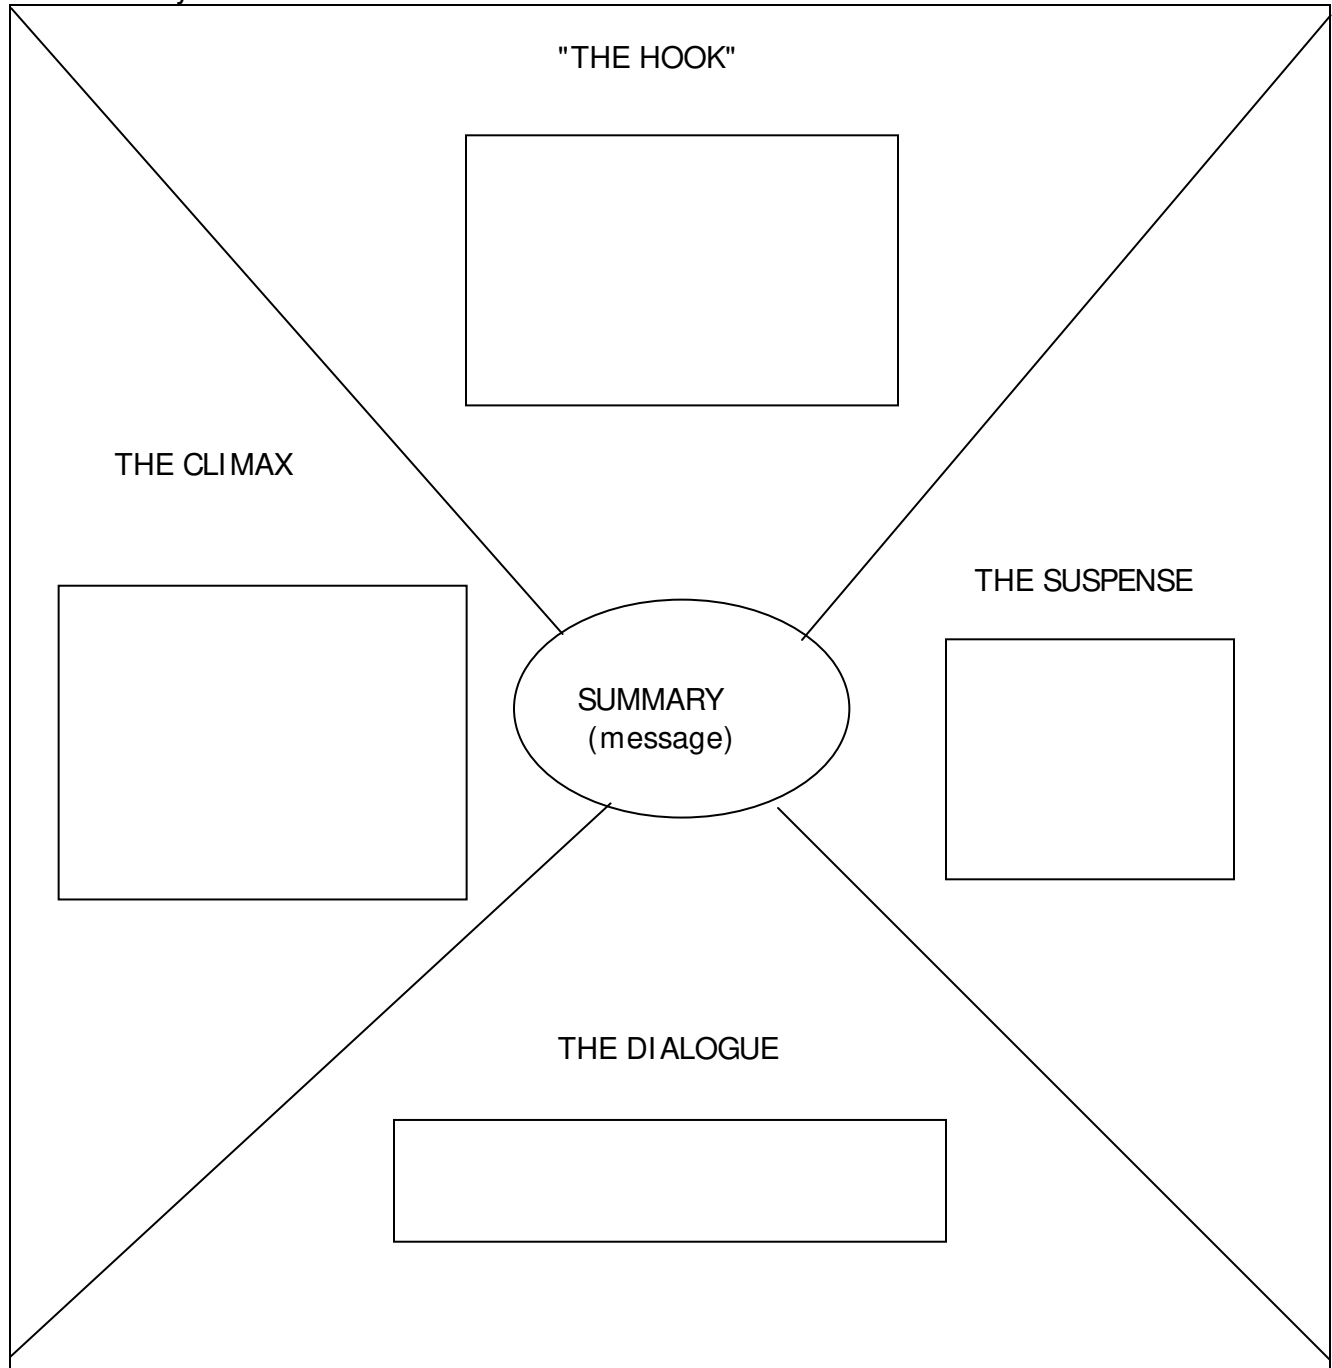 "THE HOOK"
THE CLIMAX
THE SUSPENSE
SUMMARY
(message)
THE DIALOGUE